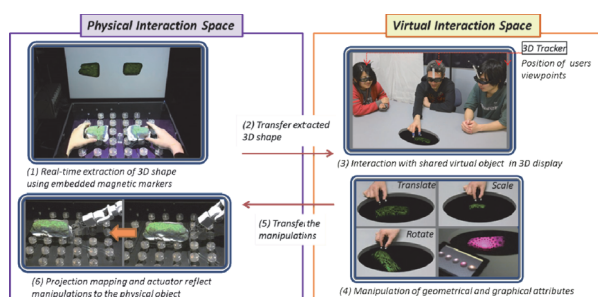 Physical Interaction Space
Virtual Interaction Space
3D Tracker
Position of users
viewpoints
(2) Transfer extracted
3D shape
(1) Real-time extraction of 3D shape
using embedded magnetic markers
(3) Interaction with shared virtual object in 3D display
Translate
Scale
Rotate
(5) Transfer the
manipulations
(6) Projection mapping and actuator reflect
manipulations to the physical object
(4) Manipulation of geometrical and graphical attributes